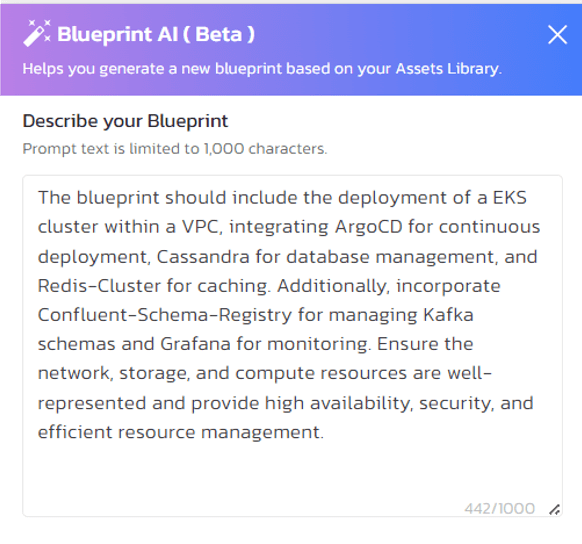 Blueprint AI ( Beta )
Helps you generate a new blueprint based on your Assets Library.
Describe your Blueprint
Prompt text is limited to 1,000 characters.
The blueprint should include the deployment of a EKS
cluster within a VPC, integrating ArgoCD for continuous
deployment, Cassandra for database management, and
Redis-Cluster for caching. Additionally, incorporate
Confluent-Schema-Registry for managing Kafka
schemas and Grafana for monitoring. Ensure the
network, storage, and compute resources are well-
represented and provide high availability, security, and
efficient resource management.
442/1000